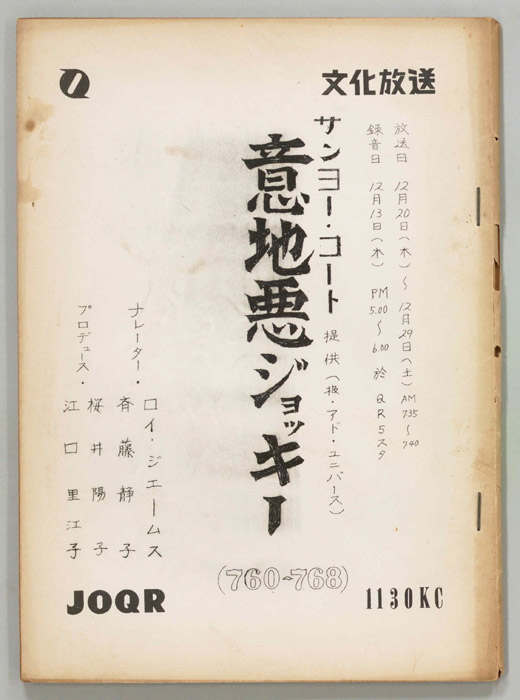 文化放送
放送日 12月20日(木)～12月29日(土) AM 7:35～7:40
録音日 12月13日(木) PM 5:00～6:00 於 QR5スタ
サンヨー・コート 提供(扱・アド・ユニバース)
意地悪ジョッキー
(760~768)
ナレーター・ロイ・ジェームス
斉藤静子
プロデュース・桜井陽子
江口里江子
JOQR
1130KC